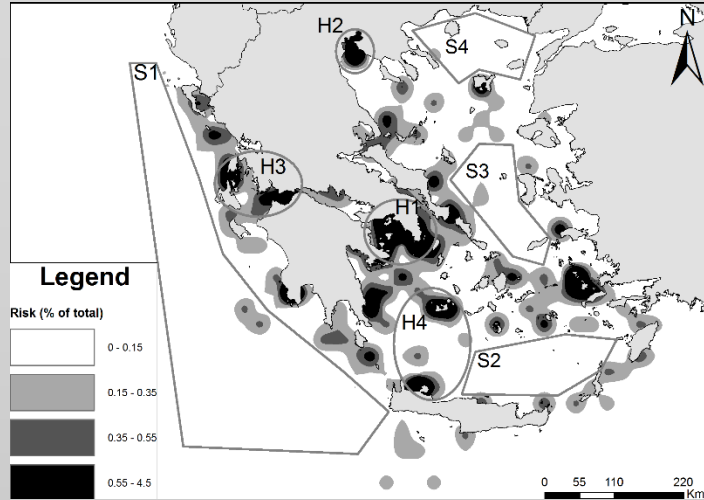 H2
S4
N
S1
S3
H3
H1
Legend
Risk (% of total)
H4
0 - 0.15
S2
0.15 - 0.35
0.35 - 0.55
0.55 - 4.5
0 55 110 220
Km